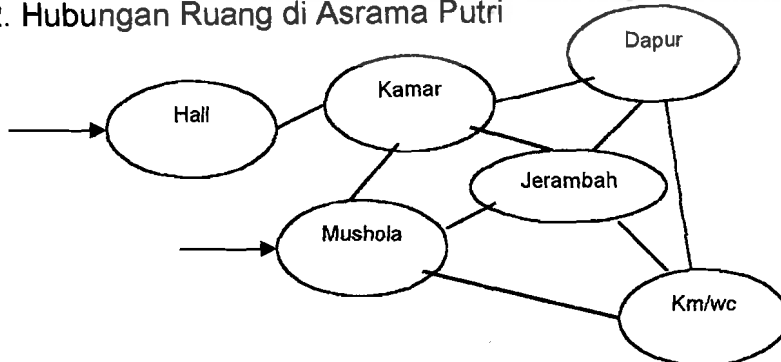 . Hubungan Ruang di Asrama Putri
Dapur
Kamar
Hall
Jerambah
Mushola
Km/wc